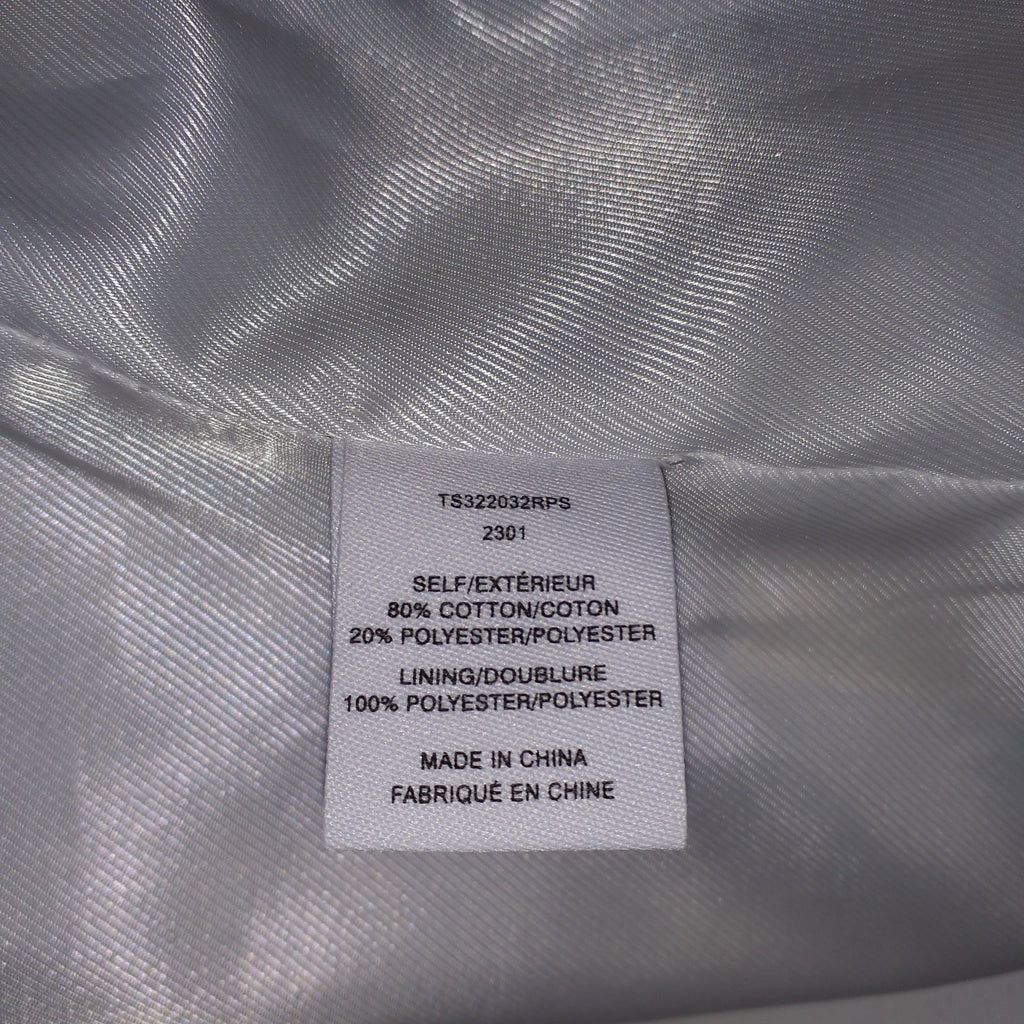 TS322032RPS
2301
SELF/EXTÉRIEUR
80% COTTON/COTON
20% POLYESTER/POLYESTER
LINING/DOUBLURE
100% POLYESTER/POLYESTER
MADE IN CHINA
FABRIQUÉ EN CHINE